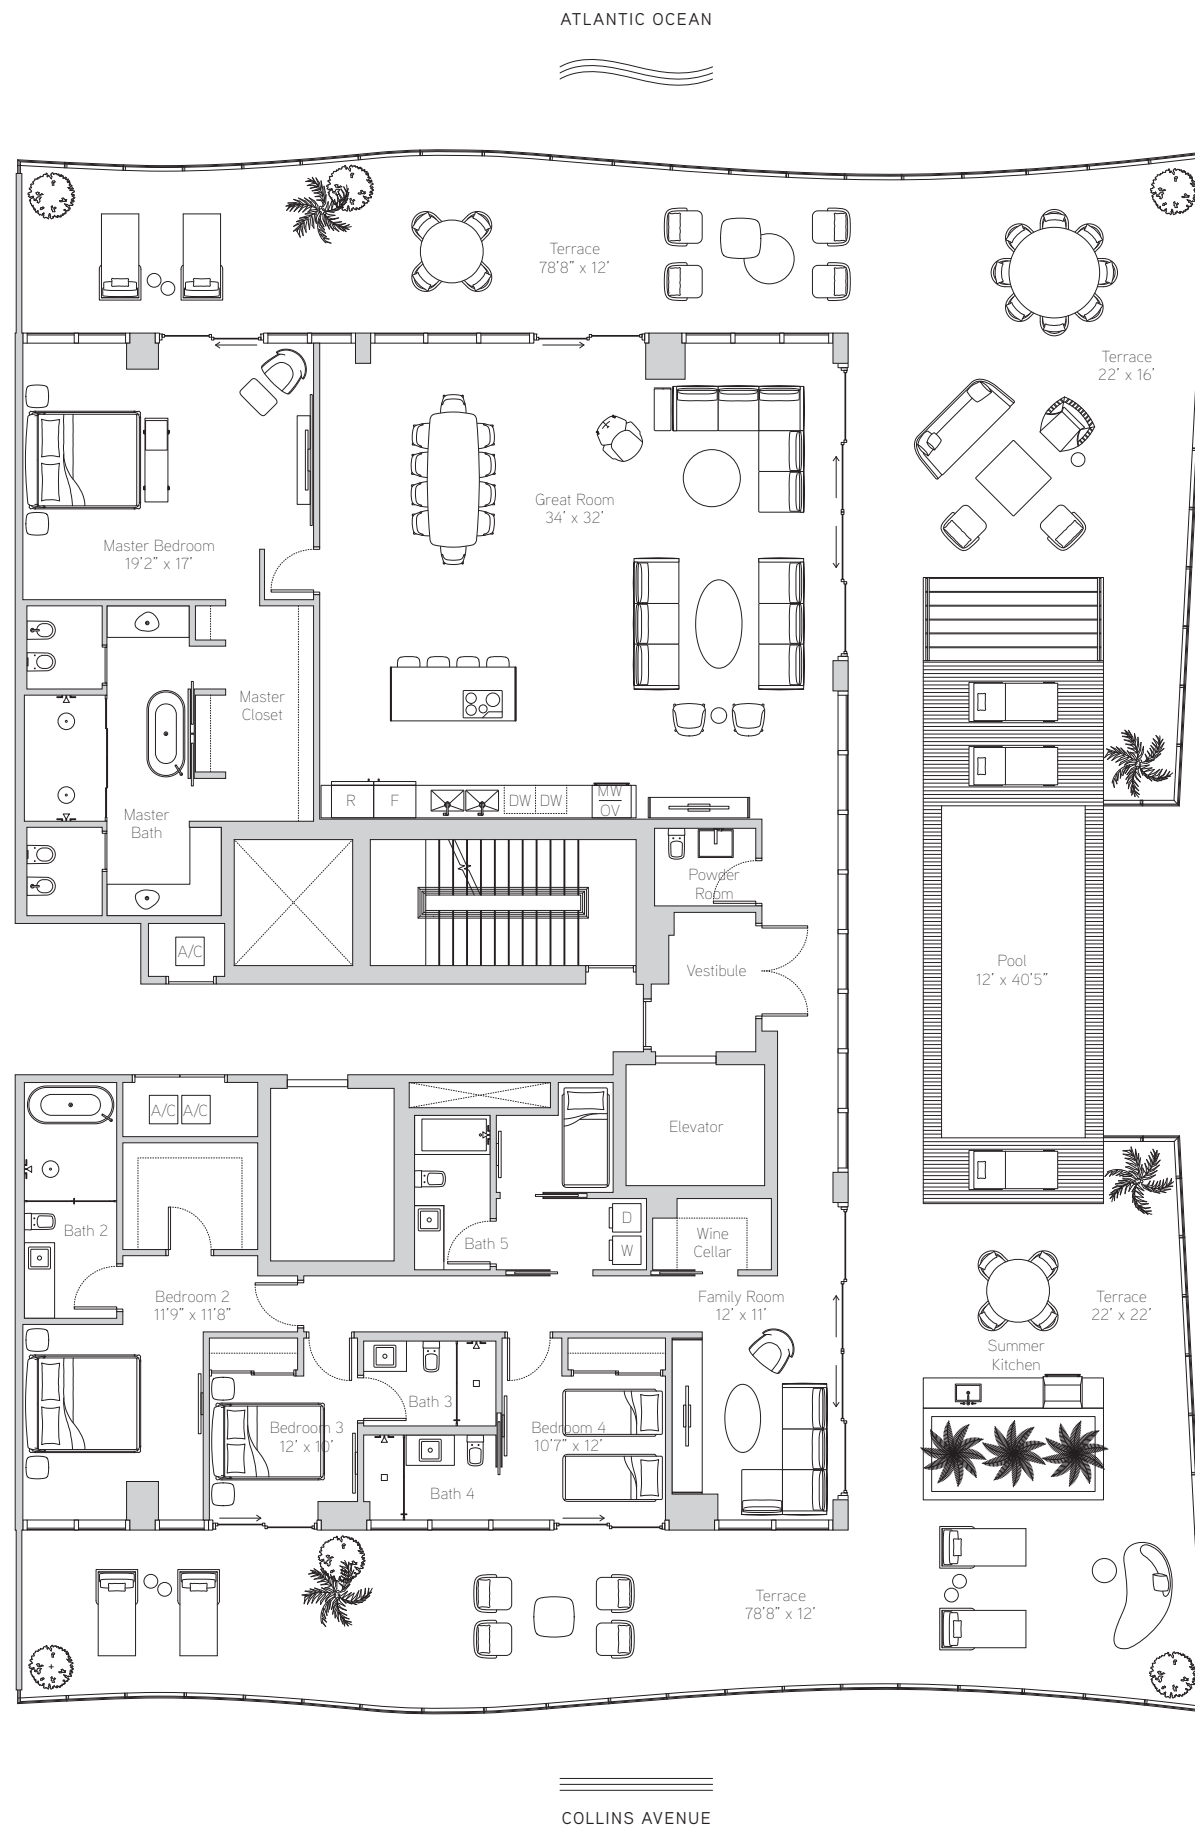 ATLANTIC OCEAN
Terrace
78'8" x 12'
Terrace
22' x 16'
Great Room
34' x 32'
Master Bedroom
19'2" x 17'
Master
Closet
Master
Bath
R
F
DW
DW
MW
OV
Powder
Room
A/C
Vestibule
Pool
12' x 40'5"
A/C
A/C
Elevator
Bath 2
Bath 5
D
W
Wine
Cellar
Bedroom 2
11'9" x 11'8"
Family Room
12' x 11'
Terrace
22' x 22'
Summer
Kitchen
Bath 3
Bedroom 3
12' x 10'
Bedroom 4
10'7" x 12'
Bath 4
Terrace
78'8" x 12'
COLLINS AVENUE